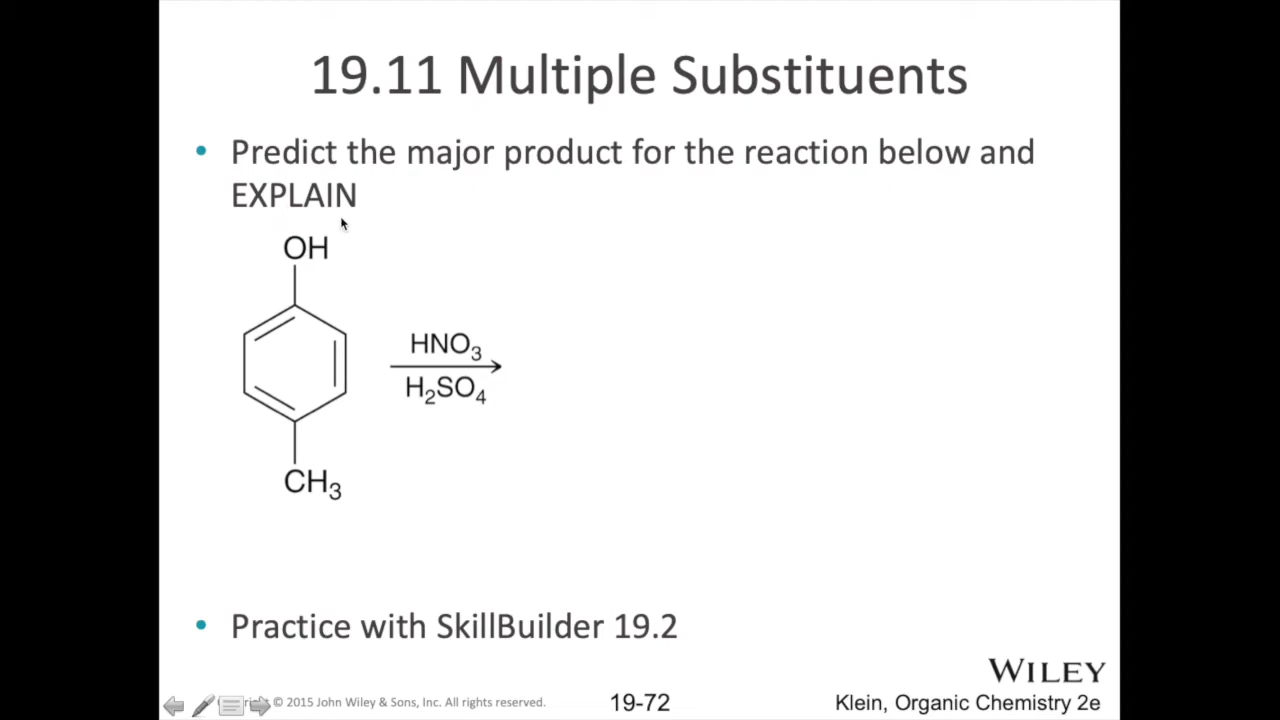 19.11 Multiple Substituents
• Predict the major product for the reaction below and
EXPLAIN
OH
HNO₃
H₂SO₄
CH₃
• Practice with SkillBuilder 19.2
WILEY
© 2015 John Wiley & Sons, Inc. All rights reserved.
19-72
Klein, Organic Chemistry 2e